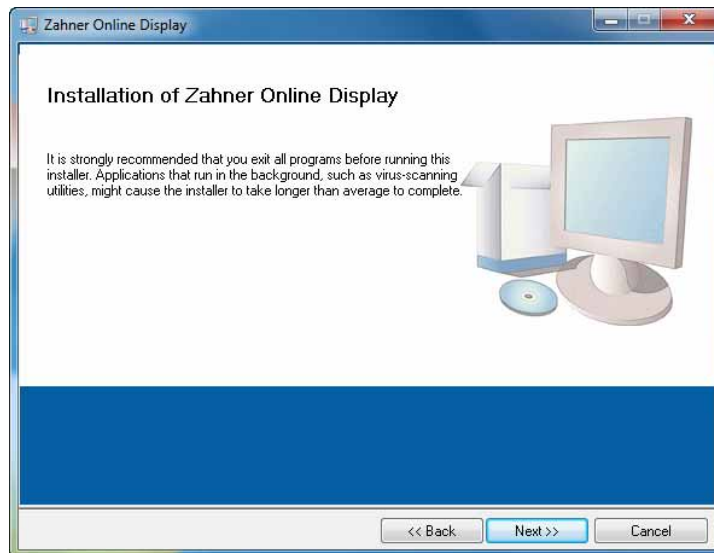 Zahner Online Display
Installation of Zahner Online Display
It is strongly recommended that you exit all programs before running this
installer. Applications that run in the background, such as virus-scanning
utilities, might cause the installer to take longer than average to complete.
<< Back
Next >>
Cancel